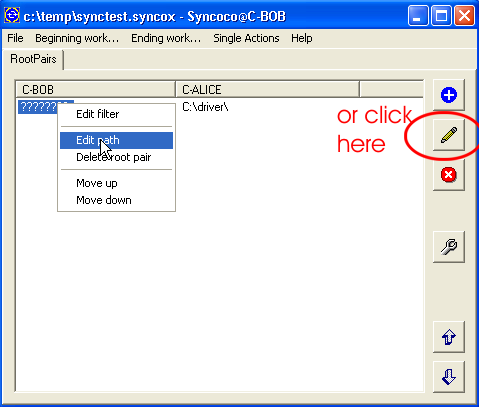 c:\temp\synctest.syncox - Syncoco@C-BOB
File Beginning work... Ending work... Single Actions Help
RootPairs
C-BOB C-ALICE
C:\driver\
Edit filter
Edit path
Delete root pair
Move up
Move down
or click
here